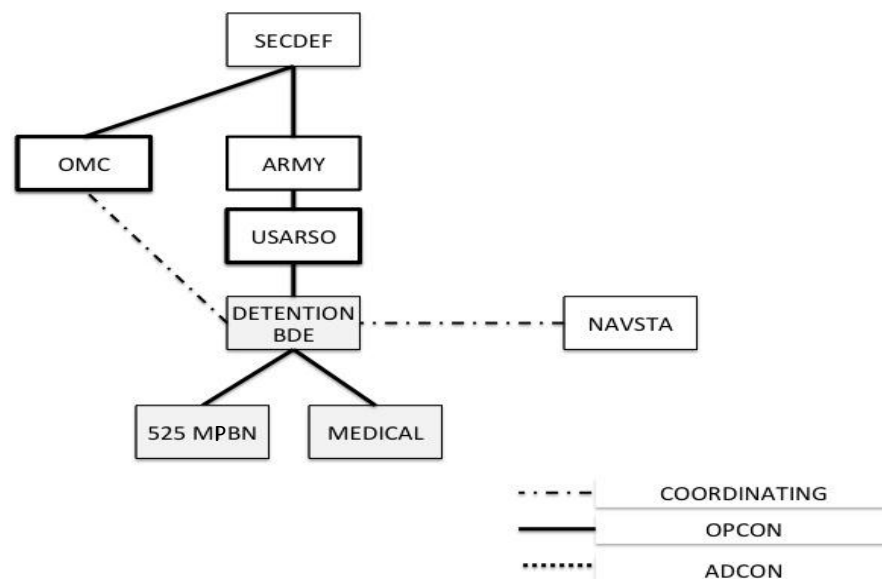 SECDEF
OMC
ARMY
USARSO
DETENTION
BDE
NAVSTA
525 MPBN
MEDICAL
COORDINATING
OPCON
ADCON